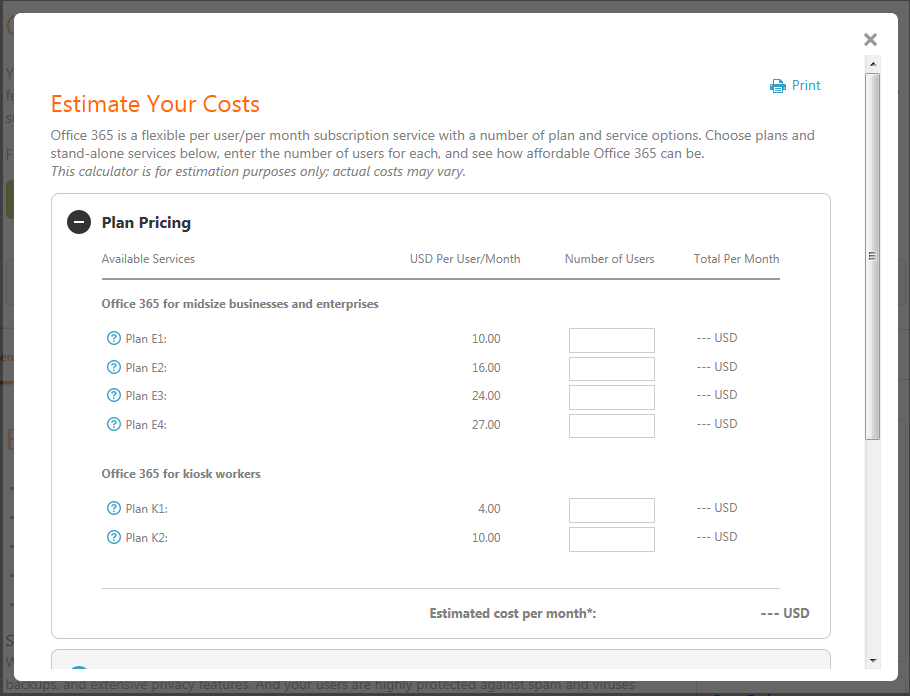 Print
Estimate Your Costs
Office 365 is a flexible per user/per month subscription service with a number of plan and service options. Choose plans and
stand-alone services below, enter the number of users for each, and see how affordable Office 365 can be.
This calculator is for estimation purposes only; actual costs may vary.
Plan Pricing
Available Services USD Per User/Month Number of Users Total Per Month
Office 365 for midsize businesses and enterprises
Plan E1: 10.00 --- USD
Plan E2: 16.00 --- USD
Plan E3: 24.00 --- USD
Plan E4: 27.00 --- USD
Office 365 for kiosk workers
Plan K1: 4.00 --- USD
Plan K2: 10.00 --- USD
Estimated cost per month*: --- USD
backups, and extensive privacy features. And your users are highly protected against spam and viruses